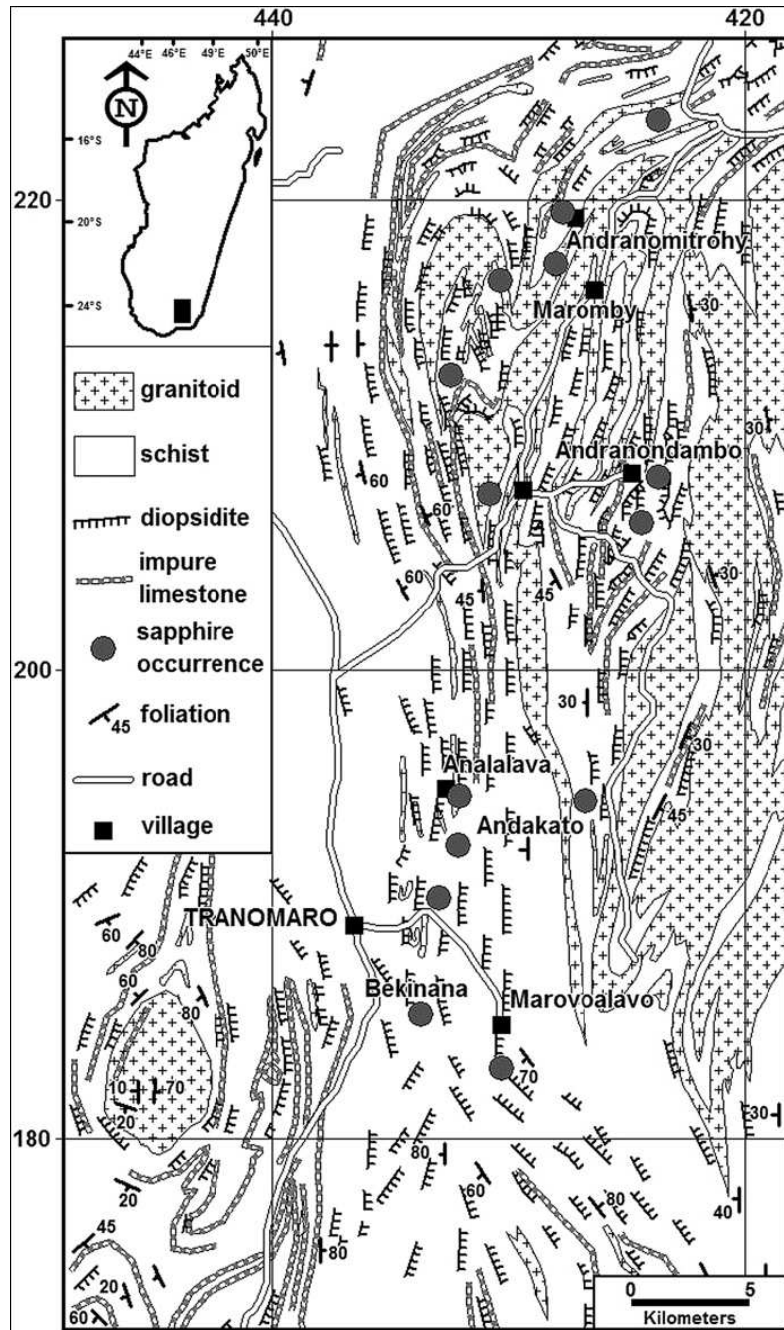 440
420
44°E 46°E 49°E 50°E
N
16°S
20°S
24°S
granitoid
schist
diopsidite
impure
limestone
sapphire
occurrence
45 foliation
road
village
220
200
180
Andranomitrohy
Maromby
30
30
Andranondambo
60
60
60
45
45
30
30
30
45
Analalava
Andakato
TRANOMARO
Bekinana
Marovoalavo
60
80
60
80
10
70
20
70
30
20
80
60
80
40
45
80
20
60
0 5
Kilometers